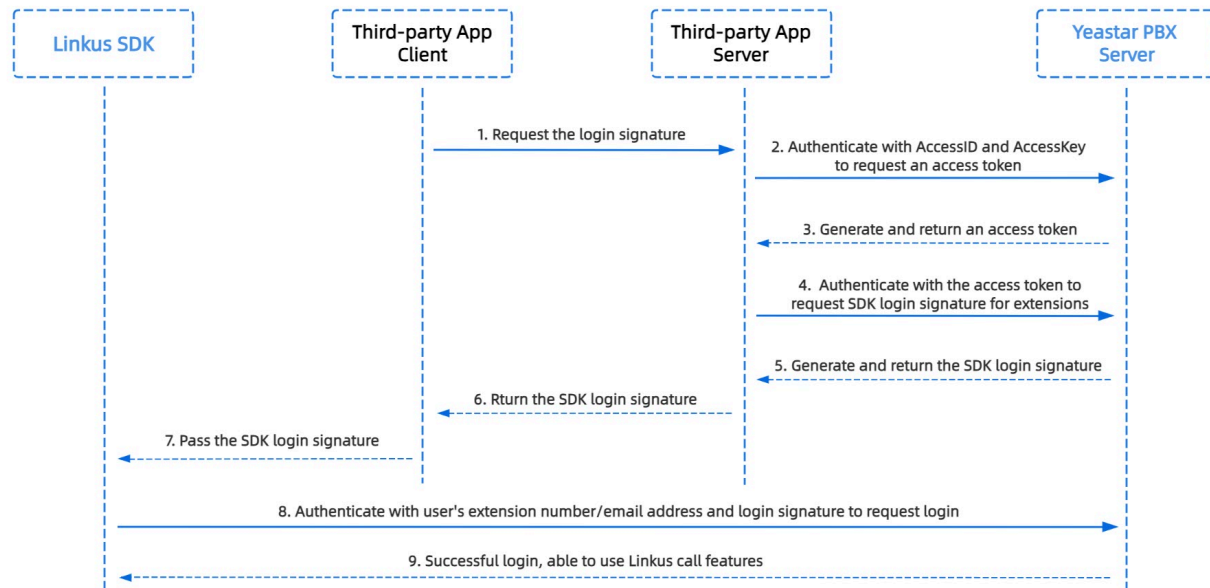 Linkus SDK
Third-party App
Client
Third-party App
Server
Yeastar PBX
Server
1. Request the login signature
2. Authenticate with AccessID and AccessKey
to request an access token
3. Generate and return an access token
4. Authenticate with the access token to
request SDK login signature for extensions
5. Generate and return the SDK login signature
6. Rturn the SDK login signature
7. Pass the SDK login signature
8. Authenticate with user's extension number/email address and login signature to request login
9. Successful login, able to use Linkus call features